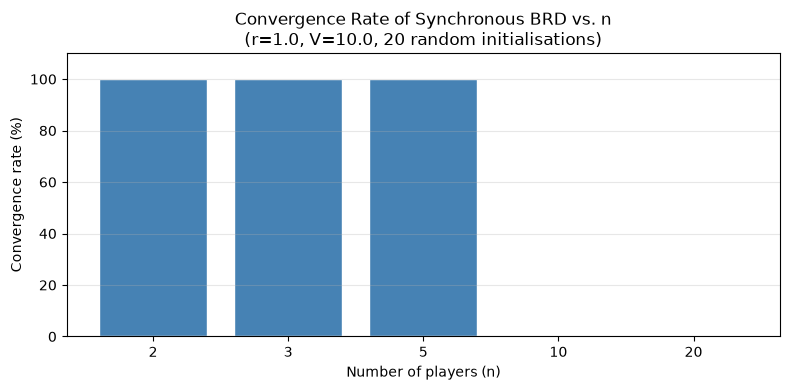 Convergence Rate of Synchronous BRD vs. n
(r=1.0, V=10.0, 20 random initialisations)
Convergence rate (%)
100
80
60
40
20
0
2 3 5 10 20
Number of players (n)